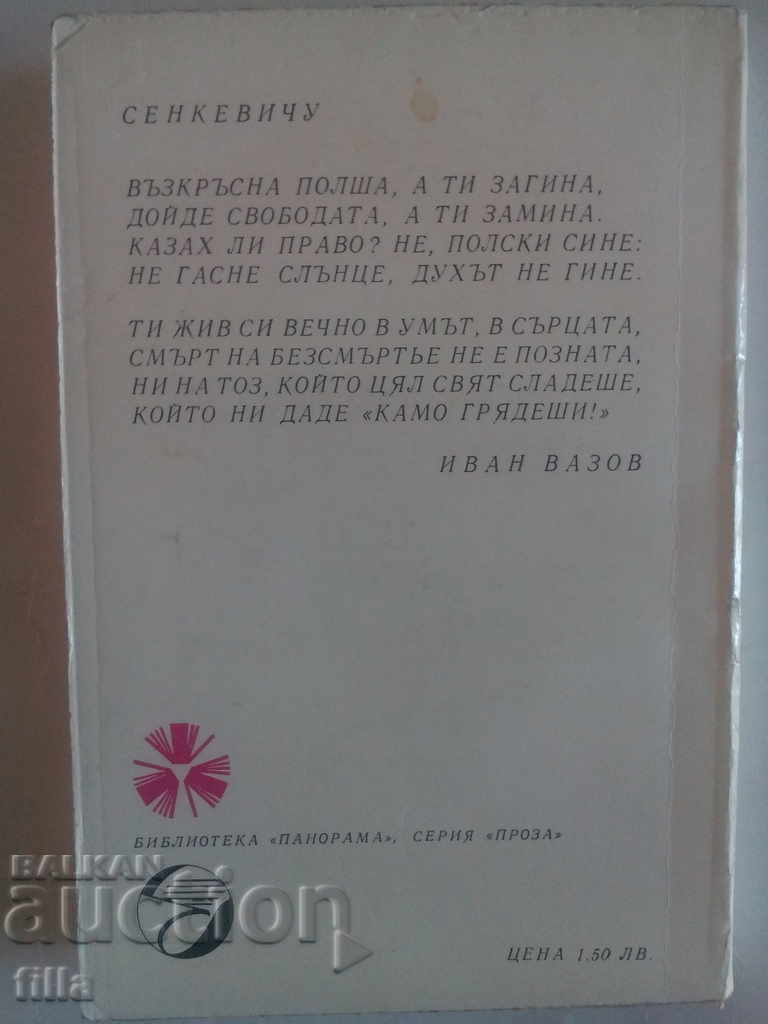 СЕНКЕВИЧУ
ВЪЗКРЪСНА ПОЛША, А ТИ ЗАГИНА,
ДОЙДЕ СВОБОДАТА, А ТИ ЗАМИНА.
КАЗАХ ЛИ ПРАВО? НЕ, ПОЛСКИ СИНЕ:
НЕ ГАСНЕ СЛЪНЦЕ, ДУХЪТ НЕ ГИНЕ.
ТИ ЖИВ СИ ВЕЧНО В УМЪТ, В СЪРЦАТА,
СМЪРТ НА БЕЗСМЪРТЬЕ НЕ Е ПОЗНАТА,
НИ НА ТОЗ, КОЙТО ЦЯЛ СВЯТ СЛАДЕШЕ,
КОЙТО НИ ДАДЕ «КАМО ГРЯДЕШИ!»
ИВАН ВАЗОВ
БИБЛИОТЕКА «ПАНОРАМА», СЕРИЯ «ПРОЗА»
BALKAN
auction
filla
ЦЕНА 1.50 ЛВ.